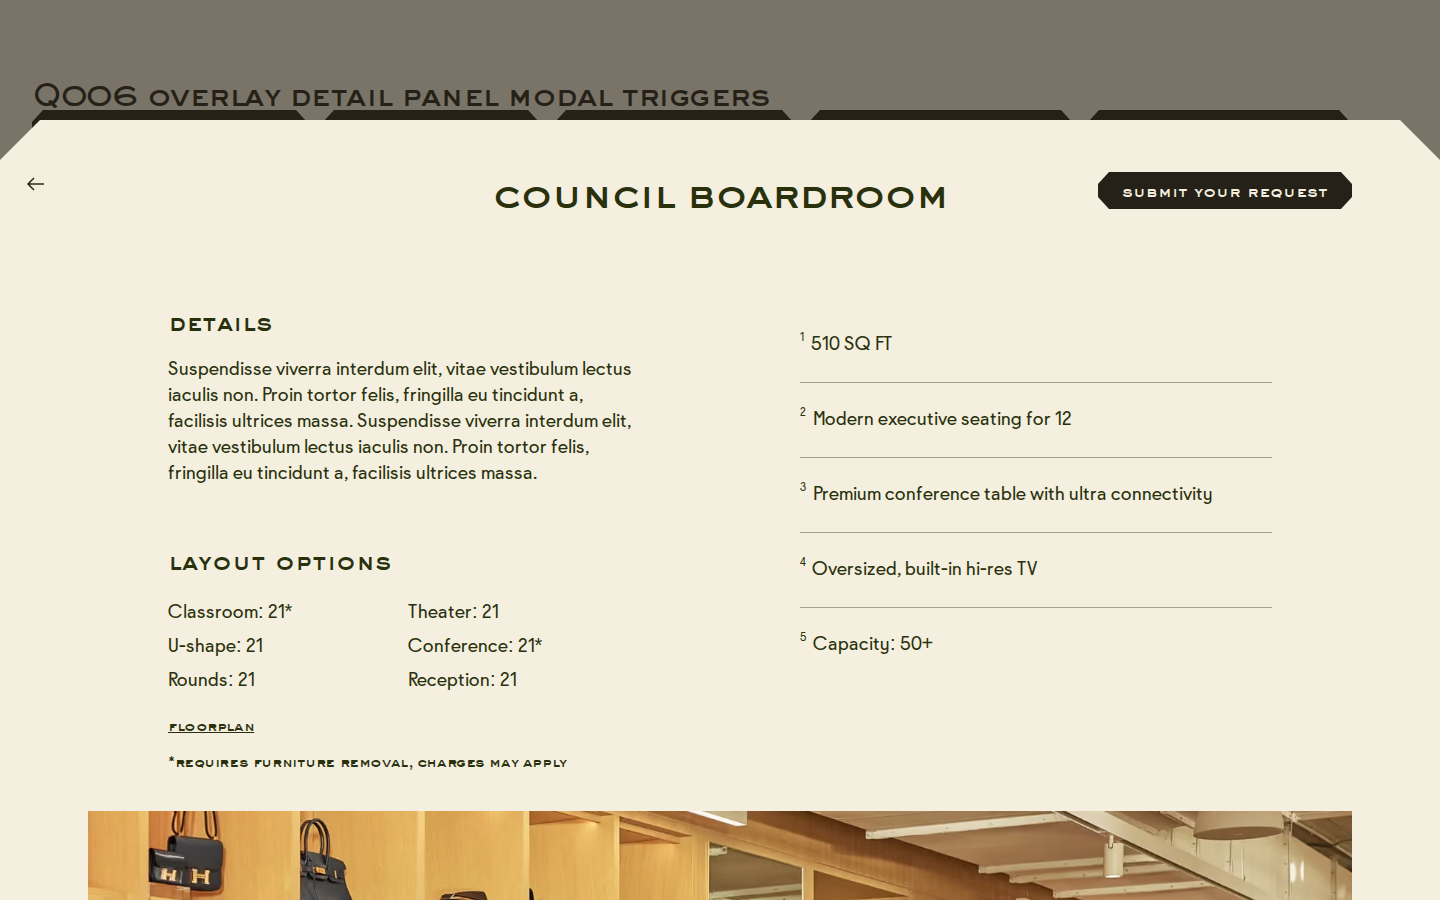 Q006 OVERLAY DETAIL PANEL MODAL TRIGGERS
COUNCIL BOARDROOM
SUBMIT YOUR REQUEST
DETAILS
Suspendisse viverra interdum elit, vitae vestibulum lectus
iaculis non. Proin tortor felis, fringilla eu tincidunt a,
facilisis ultrices massa. Suspendisse viverra interdum elit,
vitae vestibulum lectus iaculis non. Proin tortor felis,
fringilla eu tincidunt a, facilisis ultrices massa.
LAYOUT OPTIONS
Classroom: 21*
Theater: 21
U-shape: 21
Conference: 21*
Rounds: 21
Reception: 21
FLOORPLAN
*REQUIRES FURNITURE REMOVAL, CHARGES MAY APPLY
1 510 SQ FT
2 Modern executive seating for 12
3 Premium conference table with ultra connectivity
4 Oversized, built-in hi-res TV
5 Capacity: 50+